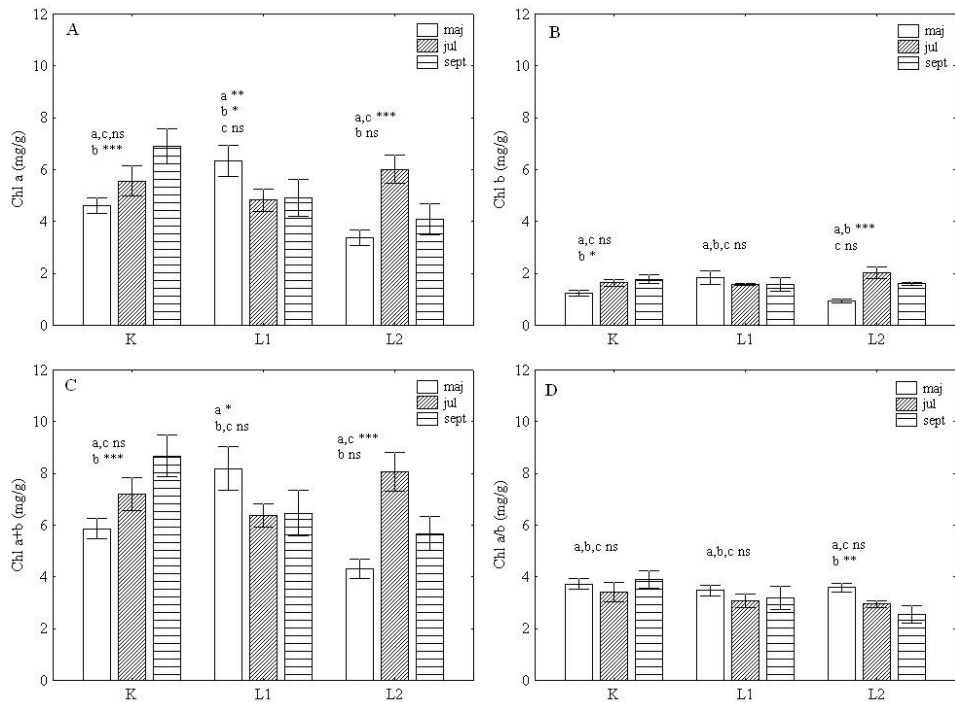 A
maj
jul
sept
Chl a (mg/g)
12
10
8
6
4
2
0
a,c,ns
b ***
a **
b *
c ns
a,c ***
b ns
K L1 L2
B
maj
jul
sept
Chl b (mg/g)
12
10
8
6
4
2
0
a,c ns
b *
a,b,c ns
a,b ***
c ns
K L1 L2
C
maj
jul
sept
Chl a+b (mg/g)
12
10
8
6
4
2
0
a,c ns
b ***
a *
b,c ns
a,c ***
b ns
K L1 L2
D
maj
jul
sept
Chl a/b (mg/g)
12
10
8
6
4
2
0
a,b,c ns
a,b,c ns
a,c ns
b **
K L1 L2